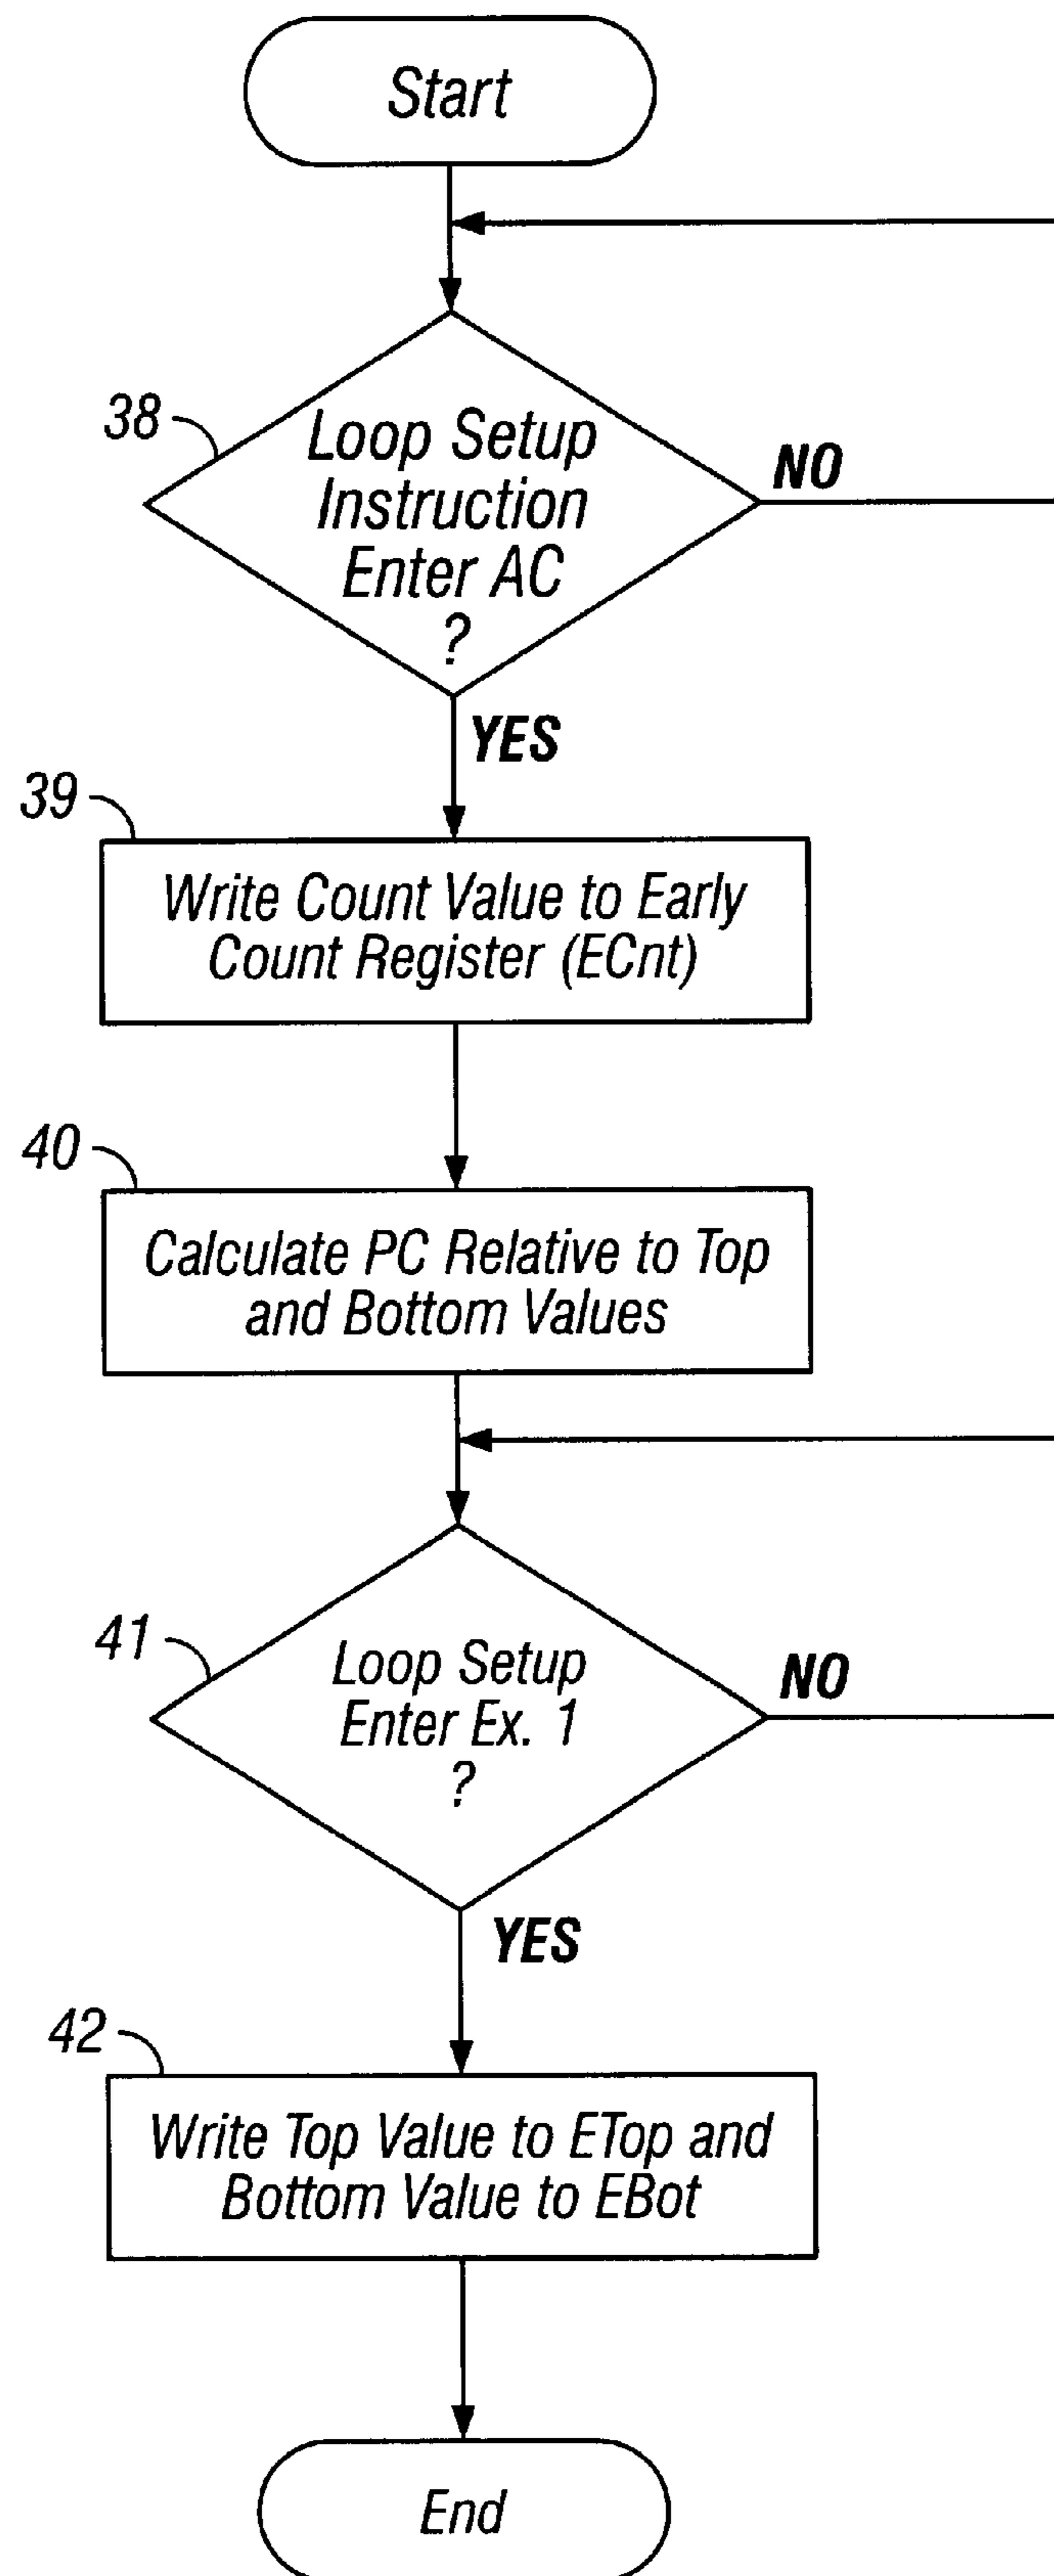 Start
38
Loop Setup
Instruction
Enter AC
?
NO
YES
39
Write Count Value to Early
Count Register (ECnt)
40
Calculate PC Relative to Top
and Bottom Values
41
Loop Setup
Enter Ex. 1
?
NO
YES
42
Write Top Value to ETop and
Bottom Value to EBot
End